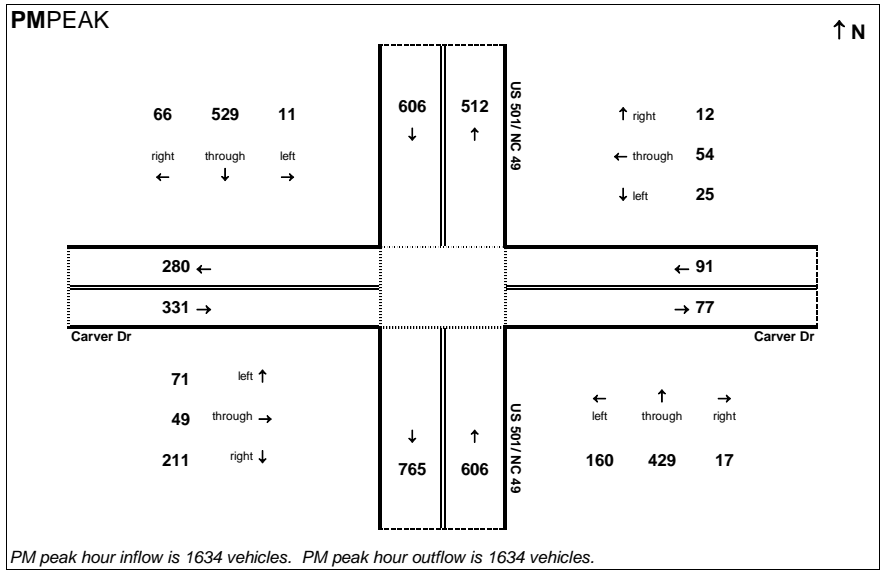 PMPEAK
↑ N
66 529 11
right through left
← ↓ →
606 512
↓ ↑
US 501/ NC 49
↑ right 12
← through 54
↓ left 25
280 ←
331 →
← 91
→ 77
Carver Dr
Carver Dr
71 left ↑
49 through →
211 right ↓
↓ ↑
765 606
US 501/ NC 49
← ↑ →
left through right
160 429 17
PM peak hour inflow is 1634 vehicles. PM peak hour outflow is 1634 vehicles.